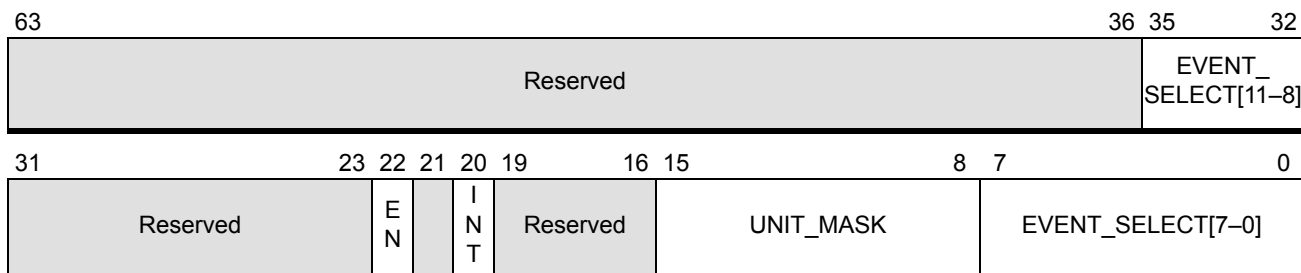 63 36 35 32
Reserved
EVENT_
SELECT[11–8]
31 23 22 21 20 19 16 15 8 7 0
Reserved
E
N
I
N
T
Reserved
UNIT_MASK
EVENT_SELECT[7–0]